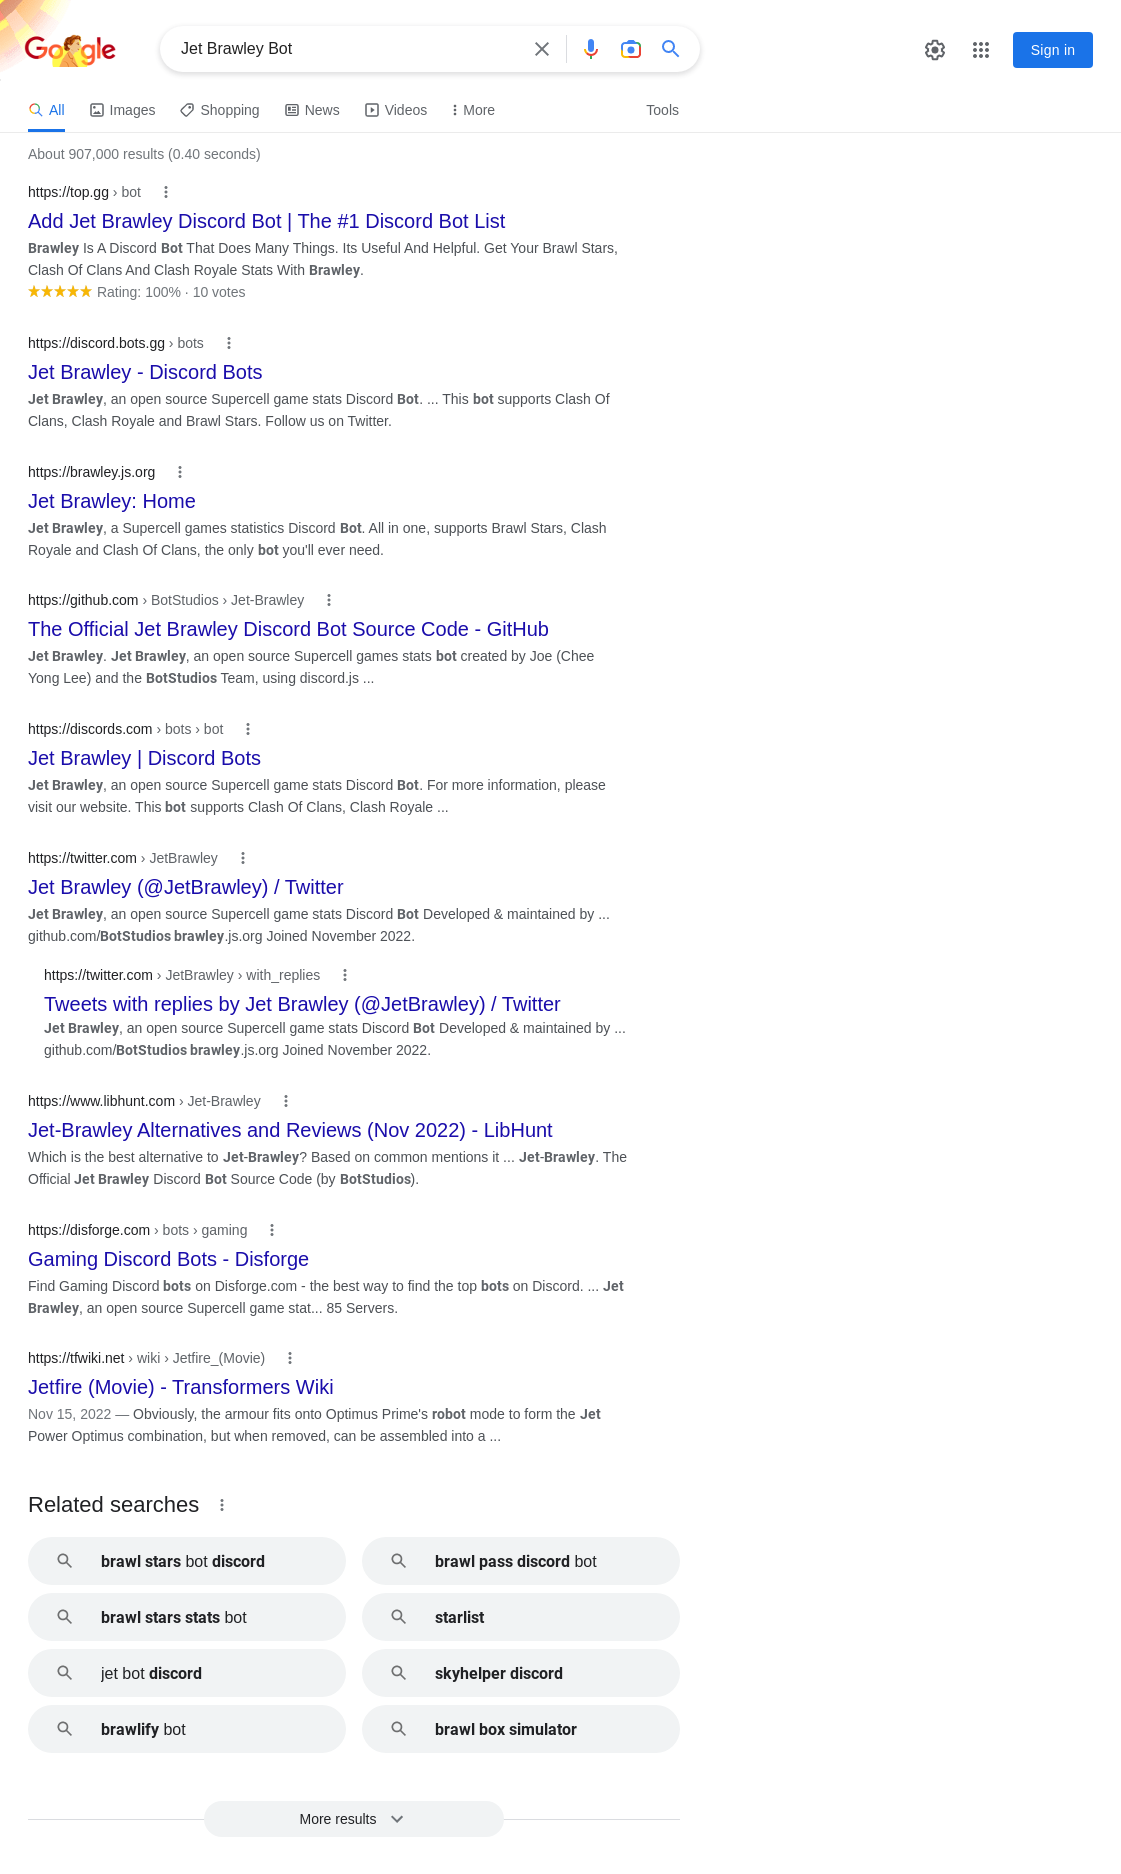 Google
Jet Brawley Bot
Sign in
All Images Shopping News Videos More Tools
About 907,000 results (0.40 seconds)
https://top.gg › bot
Add Jet Brawley Discord Bot | The #1 Discord Bot List
Brawley Is A Discord Bot That Does Many Things. Its Useful And Helpful. Get Your Brawl Stars,
Clash Of Clans And Clash Royale Stats With Brawley.
Rating: 100% · 10 votes
https://discord.bots.gg › bots
Jet Brawley - Discord Bots
Jet Brawley, an open source Supercell game stats Discord Bot. ... This bot supports Clash Of
Clans, Clash Royale and Brawl Stars. Follow us on Twitter.
https://brawley.js.org
Jet Brawley: Home
Jet Brawley, a Supercell games statistics Discord Bot. All in one, supports Brawl Stars, Clash
Royale and Clash Of Clans, the only bot you'll ever need.
https://github.com › BotStudios › Jet-Brawley
The Official Jet Brawley Discord Bot Source Code - GitHub
Jet Brawley. Jet Brawley, an open source Supercell games stats bot created by Joe (Chee
Yong Lee) and the BotStudios Team, using discord.js ...
https://discords.com › bots › bot
Jet Brawley | Discord Bots
Jet Brawley, an open source Supercell game stats Discord Bot. For more information, please
visit our website. This bot supports Clash Of Clans, Clash Royale ...
https://twitter.com › JetBrawley
Jet Brawley (@JetBrawley) / Twitter
Jet Brawley, an open source Supercell game stats Discord Bot Developed & maintained by ...
github.com/BotStudios brawley.js.org Joined November 2022.
https://twitter.com › JetBrawley › with_replies
Tweets with replies by Jet Brawley (@JetBrawley) / Twitter
Jet Brawley, an open source Supercell game stats Discord Bot Developed & maintained by ...
github.com/BotStudios brawley.js.org Joined November 2022.
https://www.libhunt.com › Jet-Brawley
Jet-Brawley Alternatives and Reviews (Nov 2022) - LibHunt
Which is the best alternative to Jet-Brawley? Based on common mentions it ... Jet-Brawley. The
Official Jet Brawley Discord Bot Source Code (by BotStudios).
https://disforge.com › bots › gaming
Gaming Discord Bots - Disforge
Find Gaming Discord bots on Disforge.com - the best way to find the top bots on Discord. ... Jet
Brawley, an open source Supercell game stat... 85 Servers.
https://tfwiki.net › wiki › Jetfire_(Movie)
Jetfire (Movie) - Transformers Wiki
Nov 15, 2022 — Obviously, the armour fits onto Optimus Prime's robot mode to form the Jet
Power Optimus combination, but when removed, can be assembled into a ...
Related searches
brawl stars bot discord
brawl pass discord bot
brawl stars stats bot
starlist
jet bot discord
skyhelper discord
brawlify bot
brawl box simulator
More results